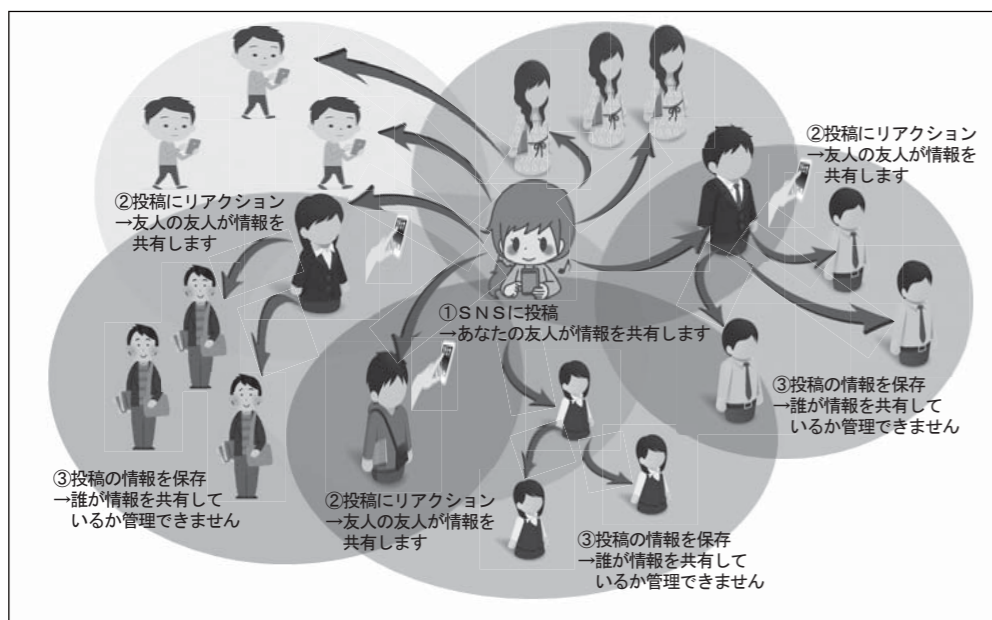 ②投稿にリアクション
→友人の友人が情報を
共有します
②投稿にリアクション
→友人の友人が情報を
共有します
①ＳＮＳに投稿
→あなたの友人が情報を共有します
③投稿の情報を保存
→誰が情報を共有して
いるか管理できません
③投稿の情報を保存
→誰が情報を共有して
いるか管理できません
②投稿にリアクション
→友人の友人が情報を
共有します
③投稿の情報を保存
→誰が情報を共有して
いるか管理できません